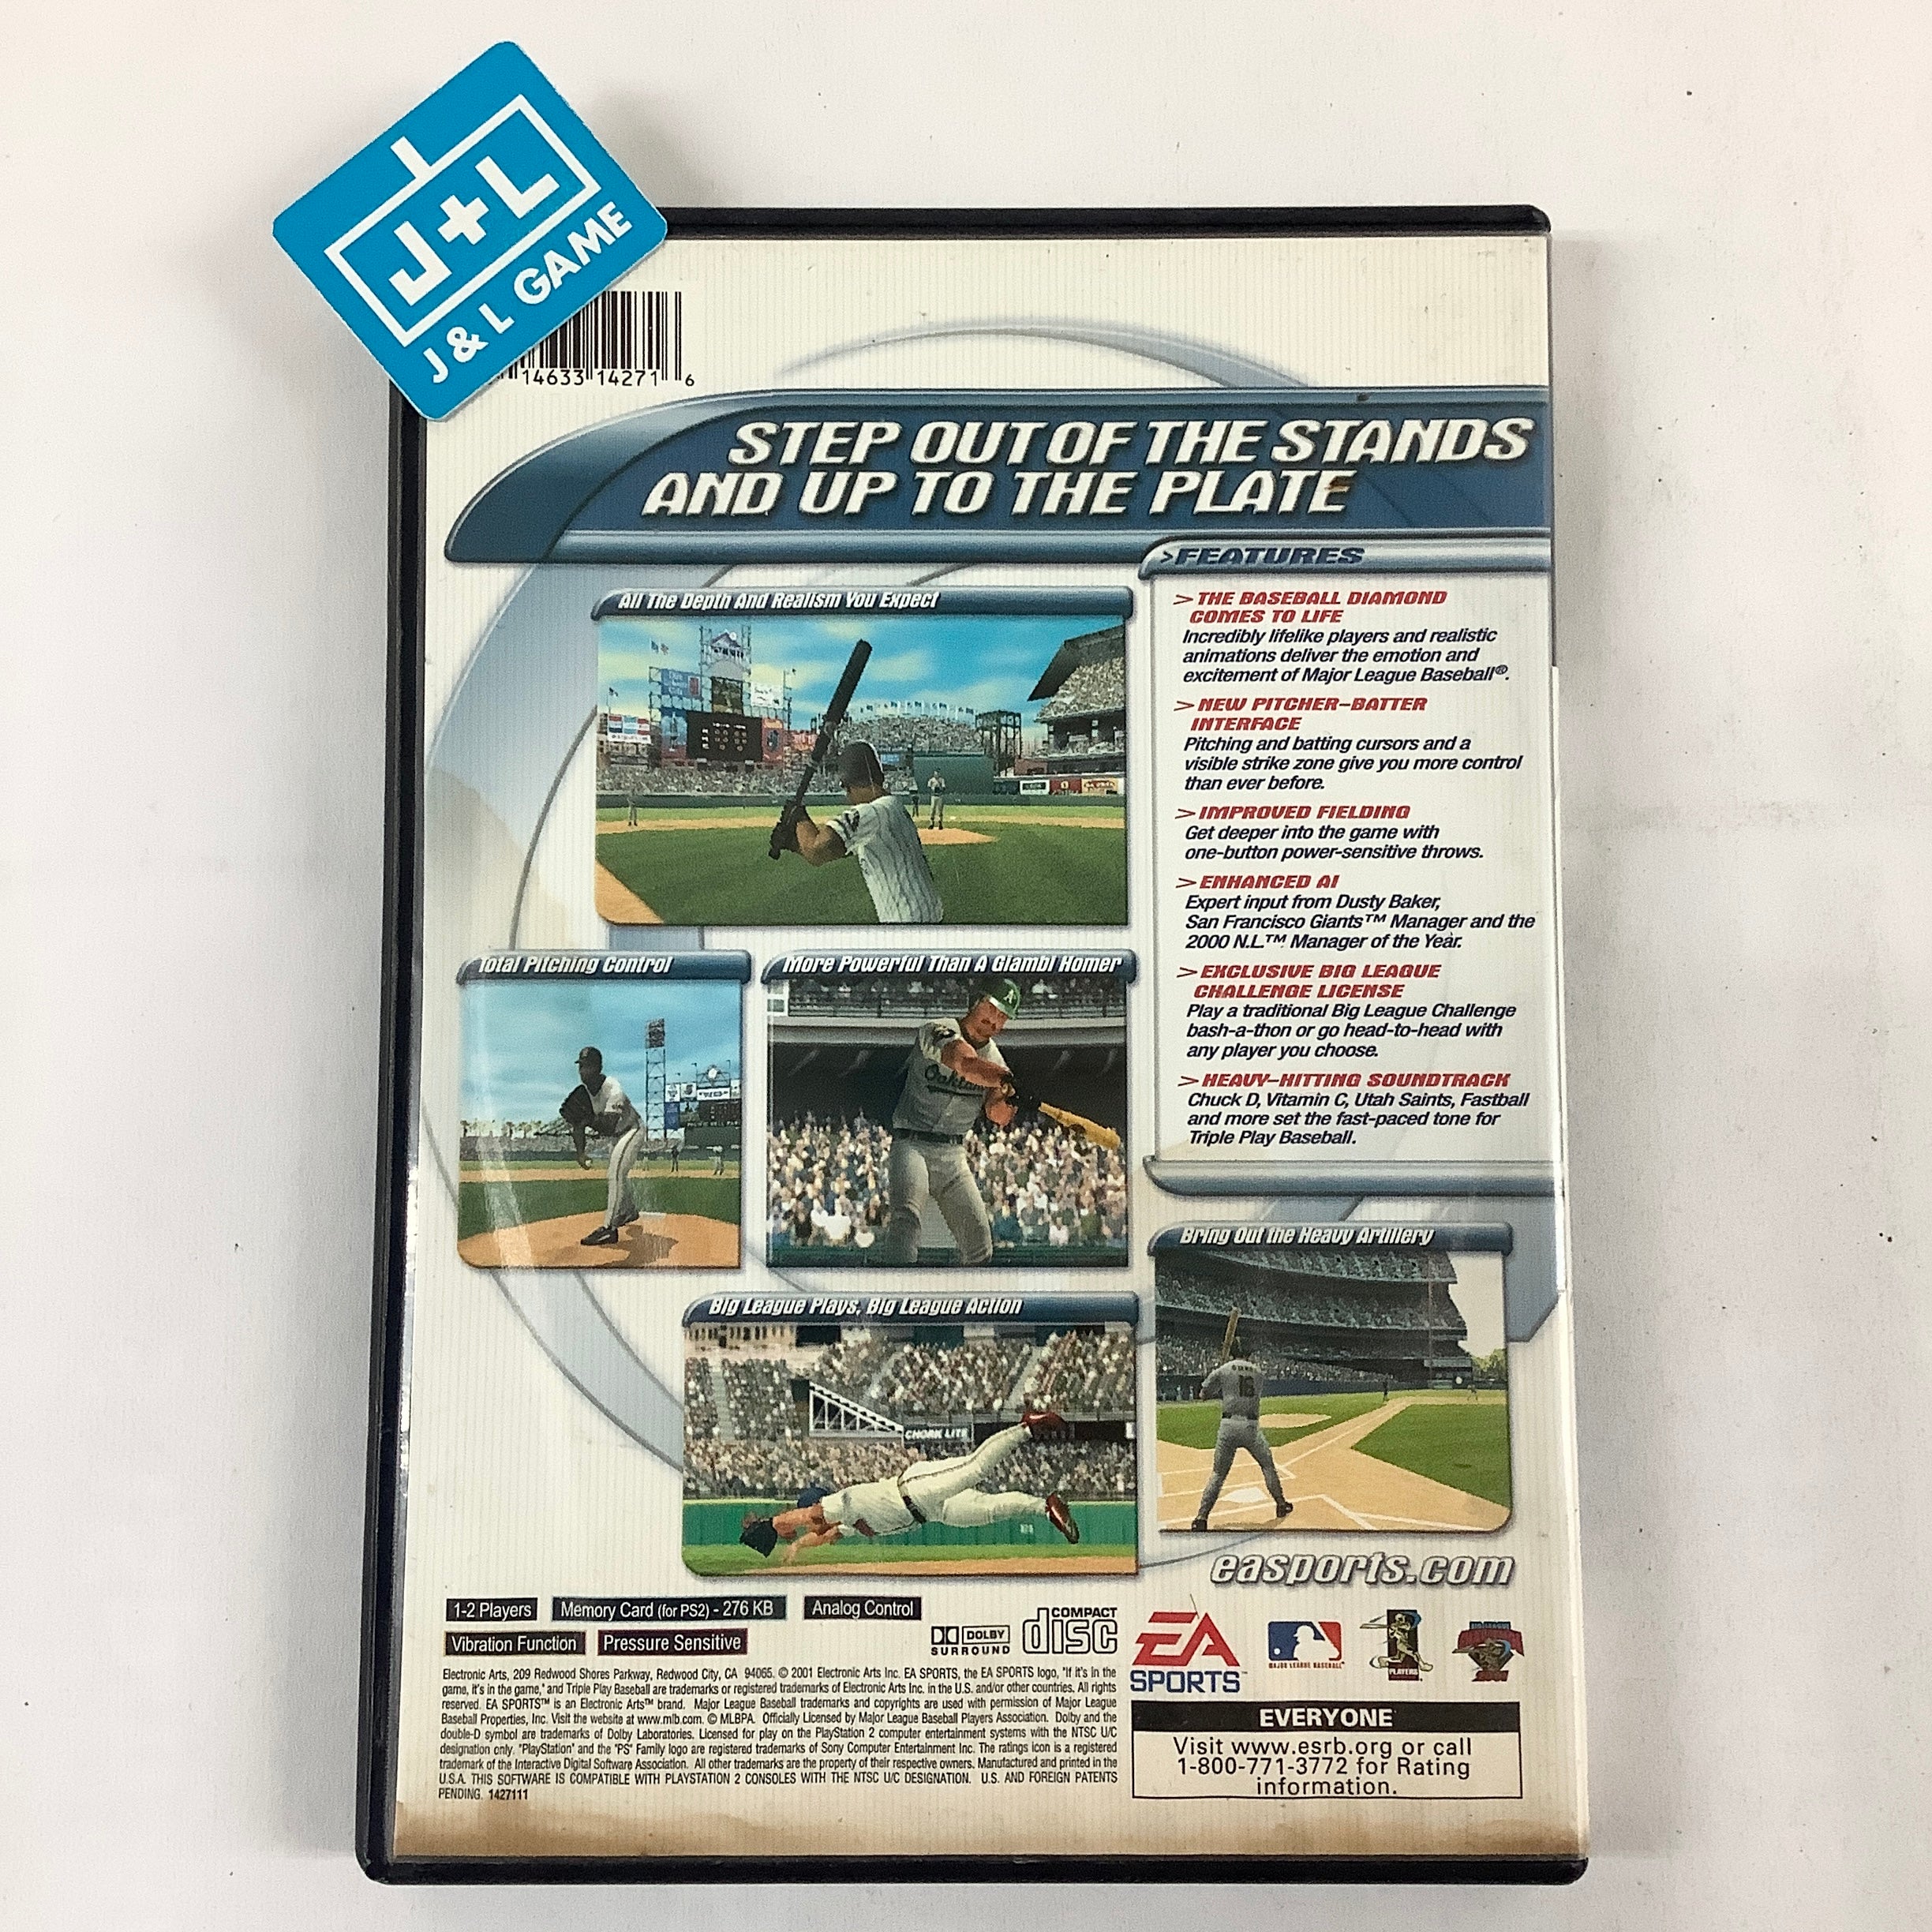 J+L
J & L GAME
14633 14271 6
STEP OUT OF THE STANDS
AND UP TO THE PLATE
>FEATURES
All The Depth And Realism You Expect
> THE BASEBALL DIAMOND
COMES TO LIFE
Incredibly lifelike players and realistic
animations deliver the emotion and
excitement of Major League Baseball®.
> NEW PITCHER-BATTER
INTERFACE
Pitching and batting cursors and a
visible strike zone give you more control
than ever before.
> IMPROVED FIELDING
Get deeper into the game with
one-button power-sensitive throws.
> ENHANCED AI
Expert input from Dusty Baker,
San Francisco Giants™ Manager and the
2000 N.L.™ Manager of the Year.
> EXCLUSIVE BIG LEAGUE
CHALLENGE LICENSE
Play a traditional Big League Challenge
bash-a-thon or go head-to-head with
any player you choose.
> HEAVY-HITTING SOUNDTRACK
Chuck D, Vitamin C, Utah Saints, Fastball
and more set the fast-paced tone for
Triple Play Baseball.
Total Pitching Control
More Powerful Than A Giambi Homer
A
Oakland
Bring Out the Heavy Artillery
16
Big League Plays, Big League Action
CHORK LITE
easports.com
1-2 Players
Memory Card (for PS2) - 276 KB
Analog Control
Vibration Function
Pressure Sensitive
DOLBY
SURROUND
COMPACT
disc
EA
SPORTS™
MAJOR LEAGUE BASEBALL
PLAYERS
Electronic Arts, 209 Redwood Shores Parkway, Redwood City, CA 94065. © 2001 Electronic Arts Inc. EA SPORTS, the EA SPORTS logo, "If it's in the
game, it's in the game," and Triple Play Baseball are trademarks or registered trademarks of Electronic Arts Inc. in the U.S. and/or other countries. All rights
reserved. EA SPORTS™ is an Electronic Arts™ brand. Major League Baseball trademarks and copyrights are used with permission of Major League
Baseball Properties, Inc. Visit the website at www.mlb.com. © MLBPA. Officially Licensed by Major League Baseball Players Association. Dolby and the
double-D symbol are trademarks of Dolby Laboratories. Licensed for play on the PlayStation 2 computer entertainment systems with the NTSC U/C
designation only. "PlayStation" and the "PS" Family logo are registered trademarks of Sony Computer Entertainment Inc. The ratings icon is a registered
trademark of the Interactive Digital Software Association. All other trademarks are the property of their respective owners. Manufactured and printed in the
U.S.A. THIS SOFTWARE IS COMPATIBLE WITH PLAYSTATION 2 CONSOLES WITH THE NTSC U/C DESIGNATION. U.S. AND FOREIGN PATENTS
PENDING. 1427111
EVERYONE
Visit www.esrb.org or call
1-800-771-3772 for Rating
information.